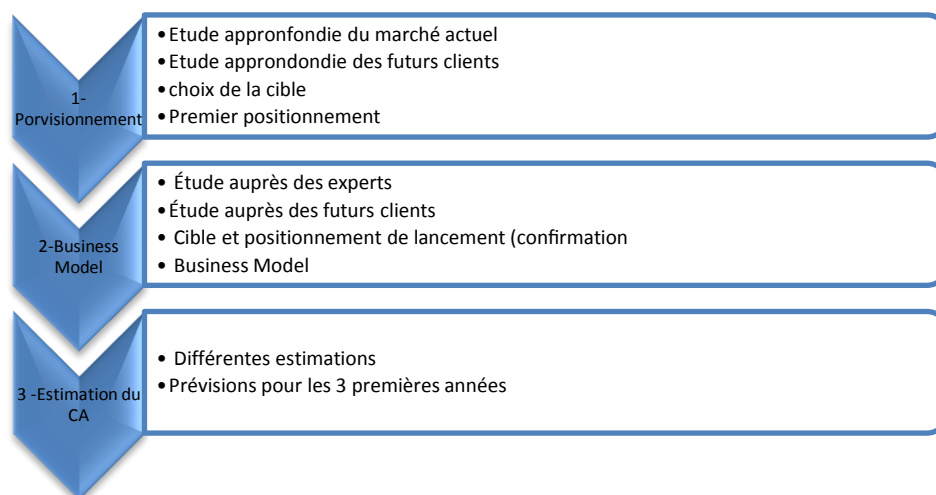 1-
Porvisionnement
•Etude appronfondie du marché actuel
•Etude approndondie des futurs clients
•choix de la cible
•Premier positionnement
2-Business
Model
• Étude auprès des experts
•Étude auprès des futurs clients
• Cible et positionnement de lancement (confirmation
• Business Model
3 -Estimation du
CA
• Différentes estimations
•Prévisions pour les 3 premières années